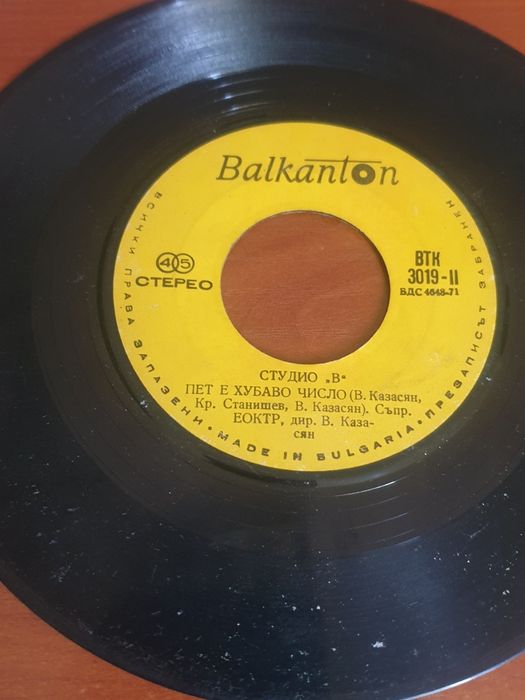 Balkanton
45
СТЕРЕО
ВТК
3019-II
БДС 4648-71
СТУДИО „В“
ПЕТ Е ХУБАВО ЧИСЛО (В. Казасян,
Кр. Станишев, В. Казасян). Съпр.
ЕОКТР, дир. В. Каза-
сян
ВСИЧКИ ПРАВА ЗАПАЗЕНИ • MADE IN BULGARIA • ПРЕЗАПИСЪТ ЗАБРАНЕН